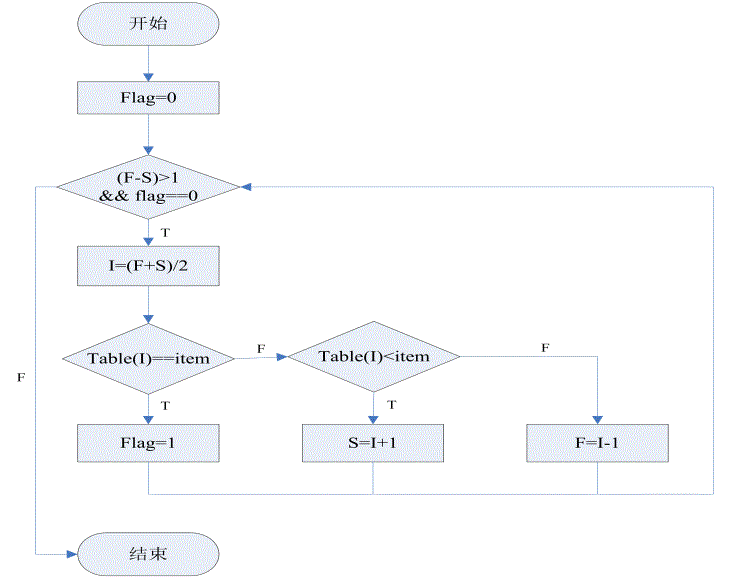 开始
Flag=0
(F-S)>1
&& flag==0
T
I=(F+S)/2
Table(I)==item
F
Table(I)<item
F
F
T
T
Flag=1
S=I+1
F=I-1
结束